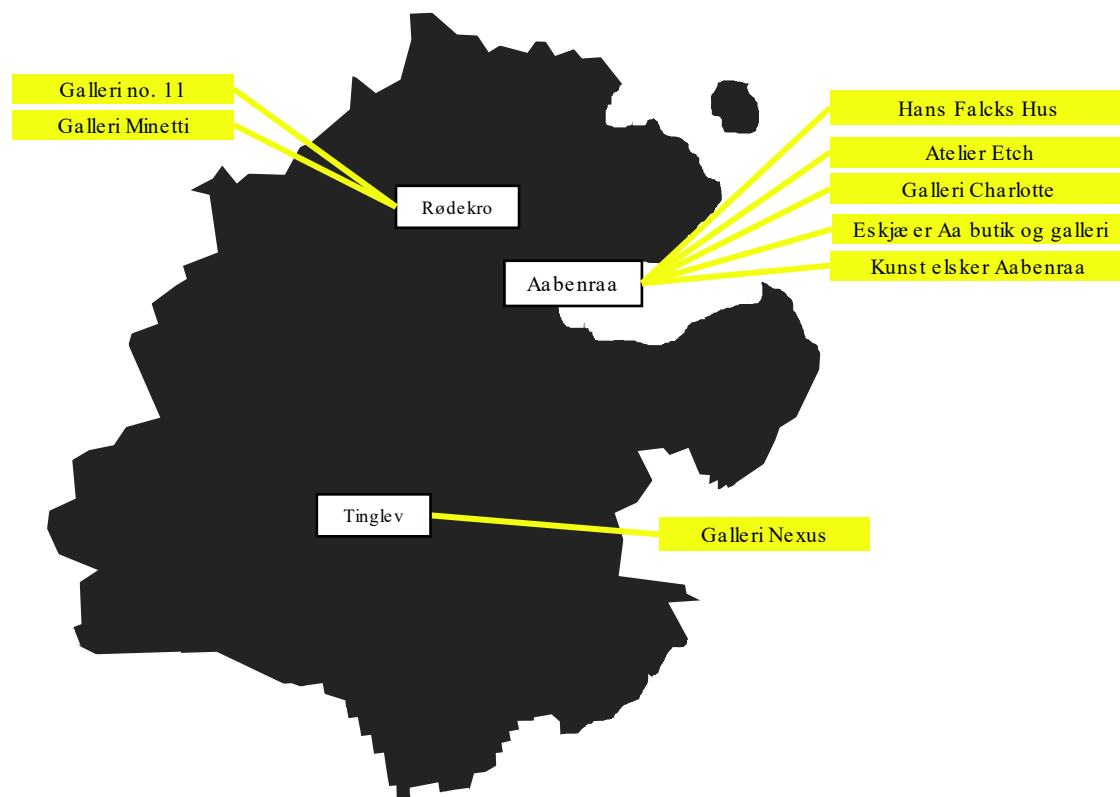 Galleri no. 11
Galleri Minetti
Rødekro
Hans Falcks Hus
Atelier Etch
Galleri Charlotte
Eskjæer Aa butik og galleri
Kunst elsker Aabenraa
Aabenraa
Tinglev
Galleri Nexus